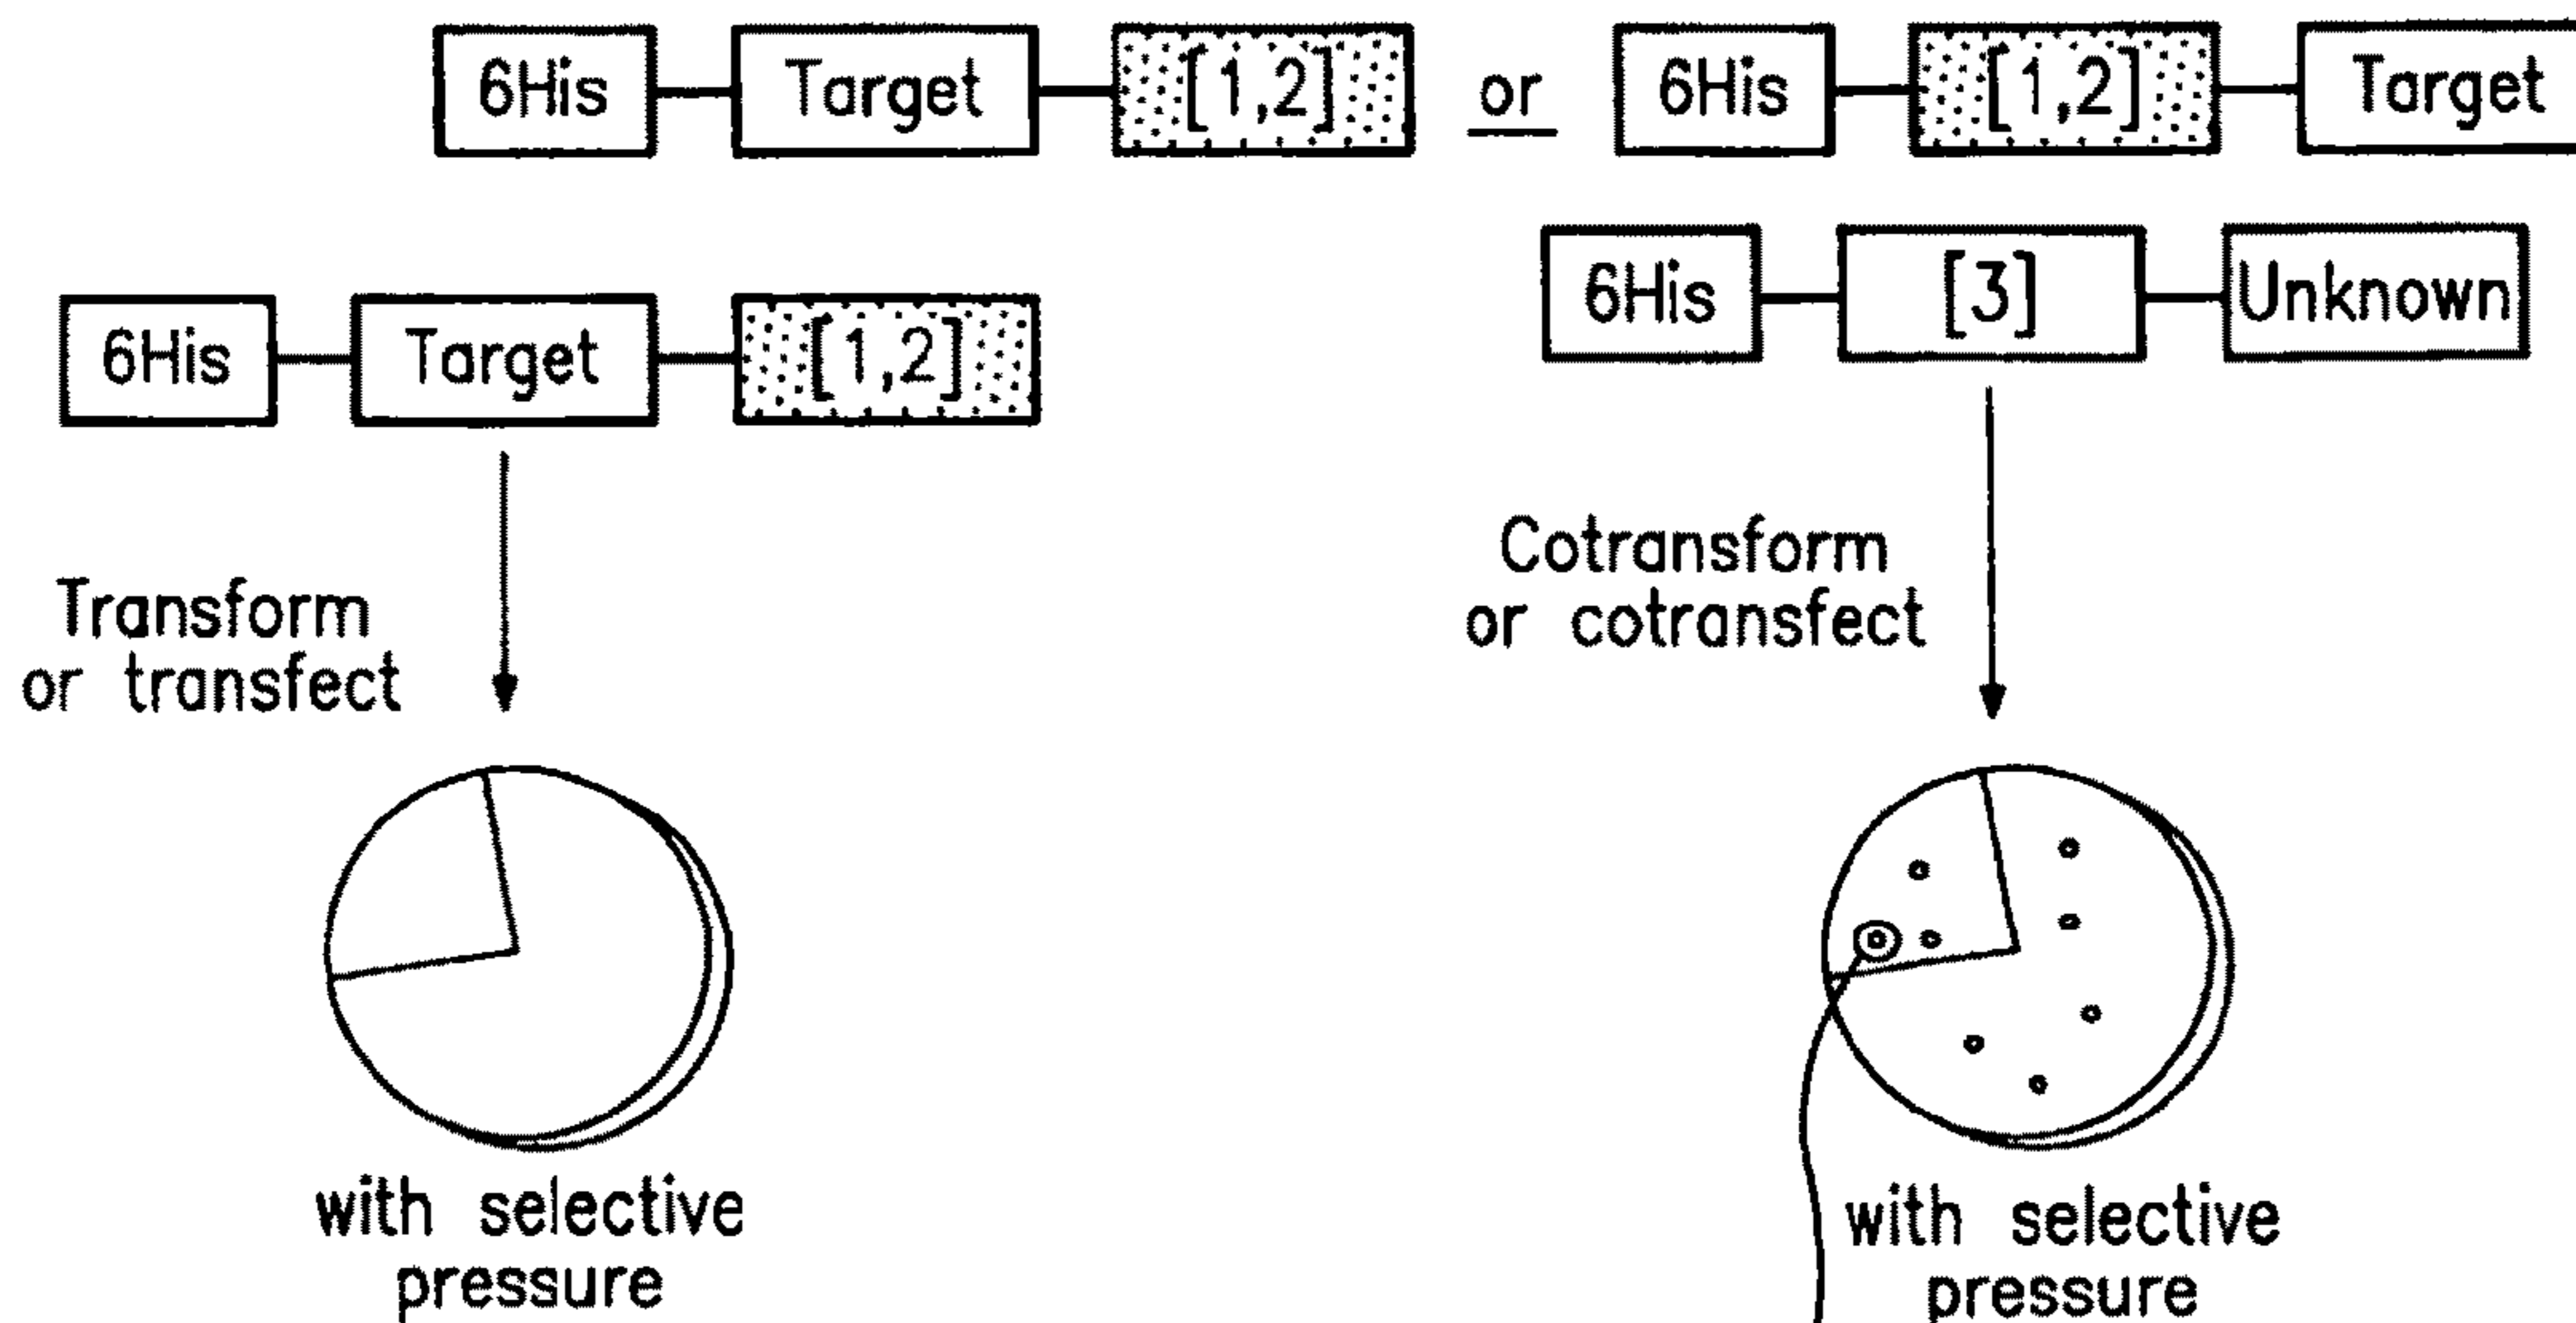 6His Target [1,2] or 6His [1,2] Target
6His [3] Unknown
6His Target [1,2]
Cotransform
or cotransfect
Transform
or transfect
with selective
pressure
with selective
pressure